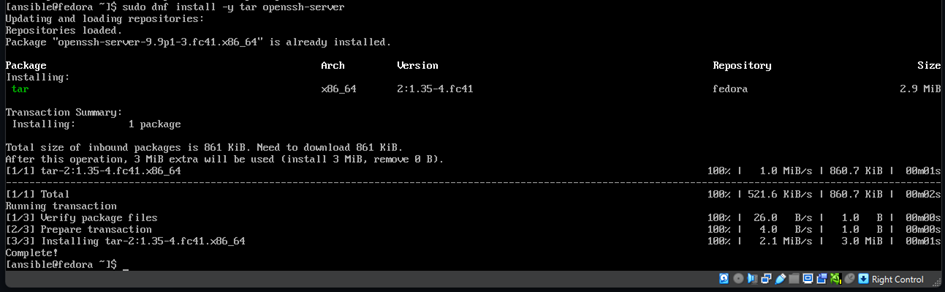 [ansible@fedora ~]$ sudo dnf install -y tar openssh-server
Updating and loading repositories:
Repositories loaded.
Package "openssh-server-9.9p1-3.fc41.x86_64" is already installed.
Package Arch Version Repository Size
Installing:
tar x86_64 2:1.35-4.fc41 fedora 2.9 MiB
Transaction Summary:
Installing: 1 package
Total size of inbound packages is 861 KiB. Need to download 861 KiB.
After this operation, 3 MiB extra will be used (install 3 MiB, remove 0 B).
[1/1] tar-2:1.35-4.fc41.x86_64 100% | 1.0 MiB/s | 860.7 KiB | 00m01s
[1/1] Total 100% | 521.6 KiB/s | 860.7 KiB | 00m02s
Running transaction
[1/3] Verify package files 100% | 26.0 B/s | 1.0 B | 00m00s
[2/3] Prepare transaction 100% | 4.0 B/s | 1.0 B | 00m00s
[3/3] Installing tar-2:1.35-4.fc41.x86_64 100% | 2.1 MiB/s | 3.0 MiB | 00m01s
Complete!
[ansible@fedora ~]$ _
Right Control